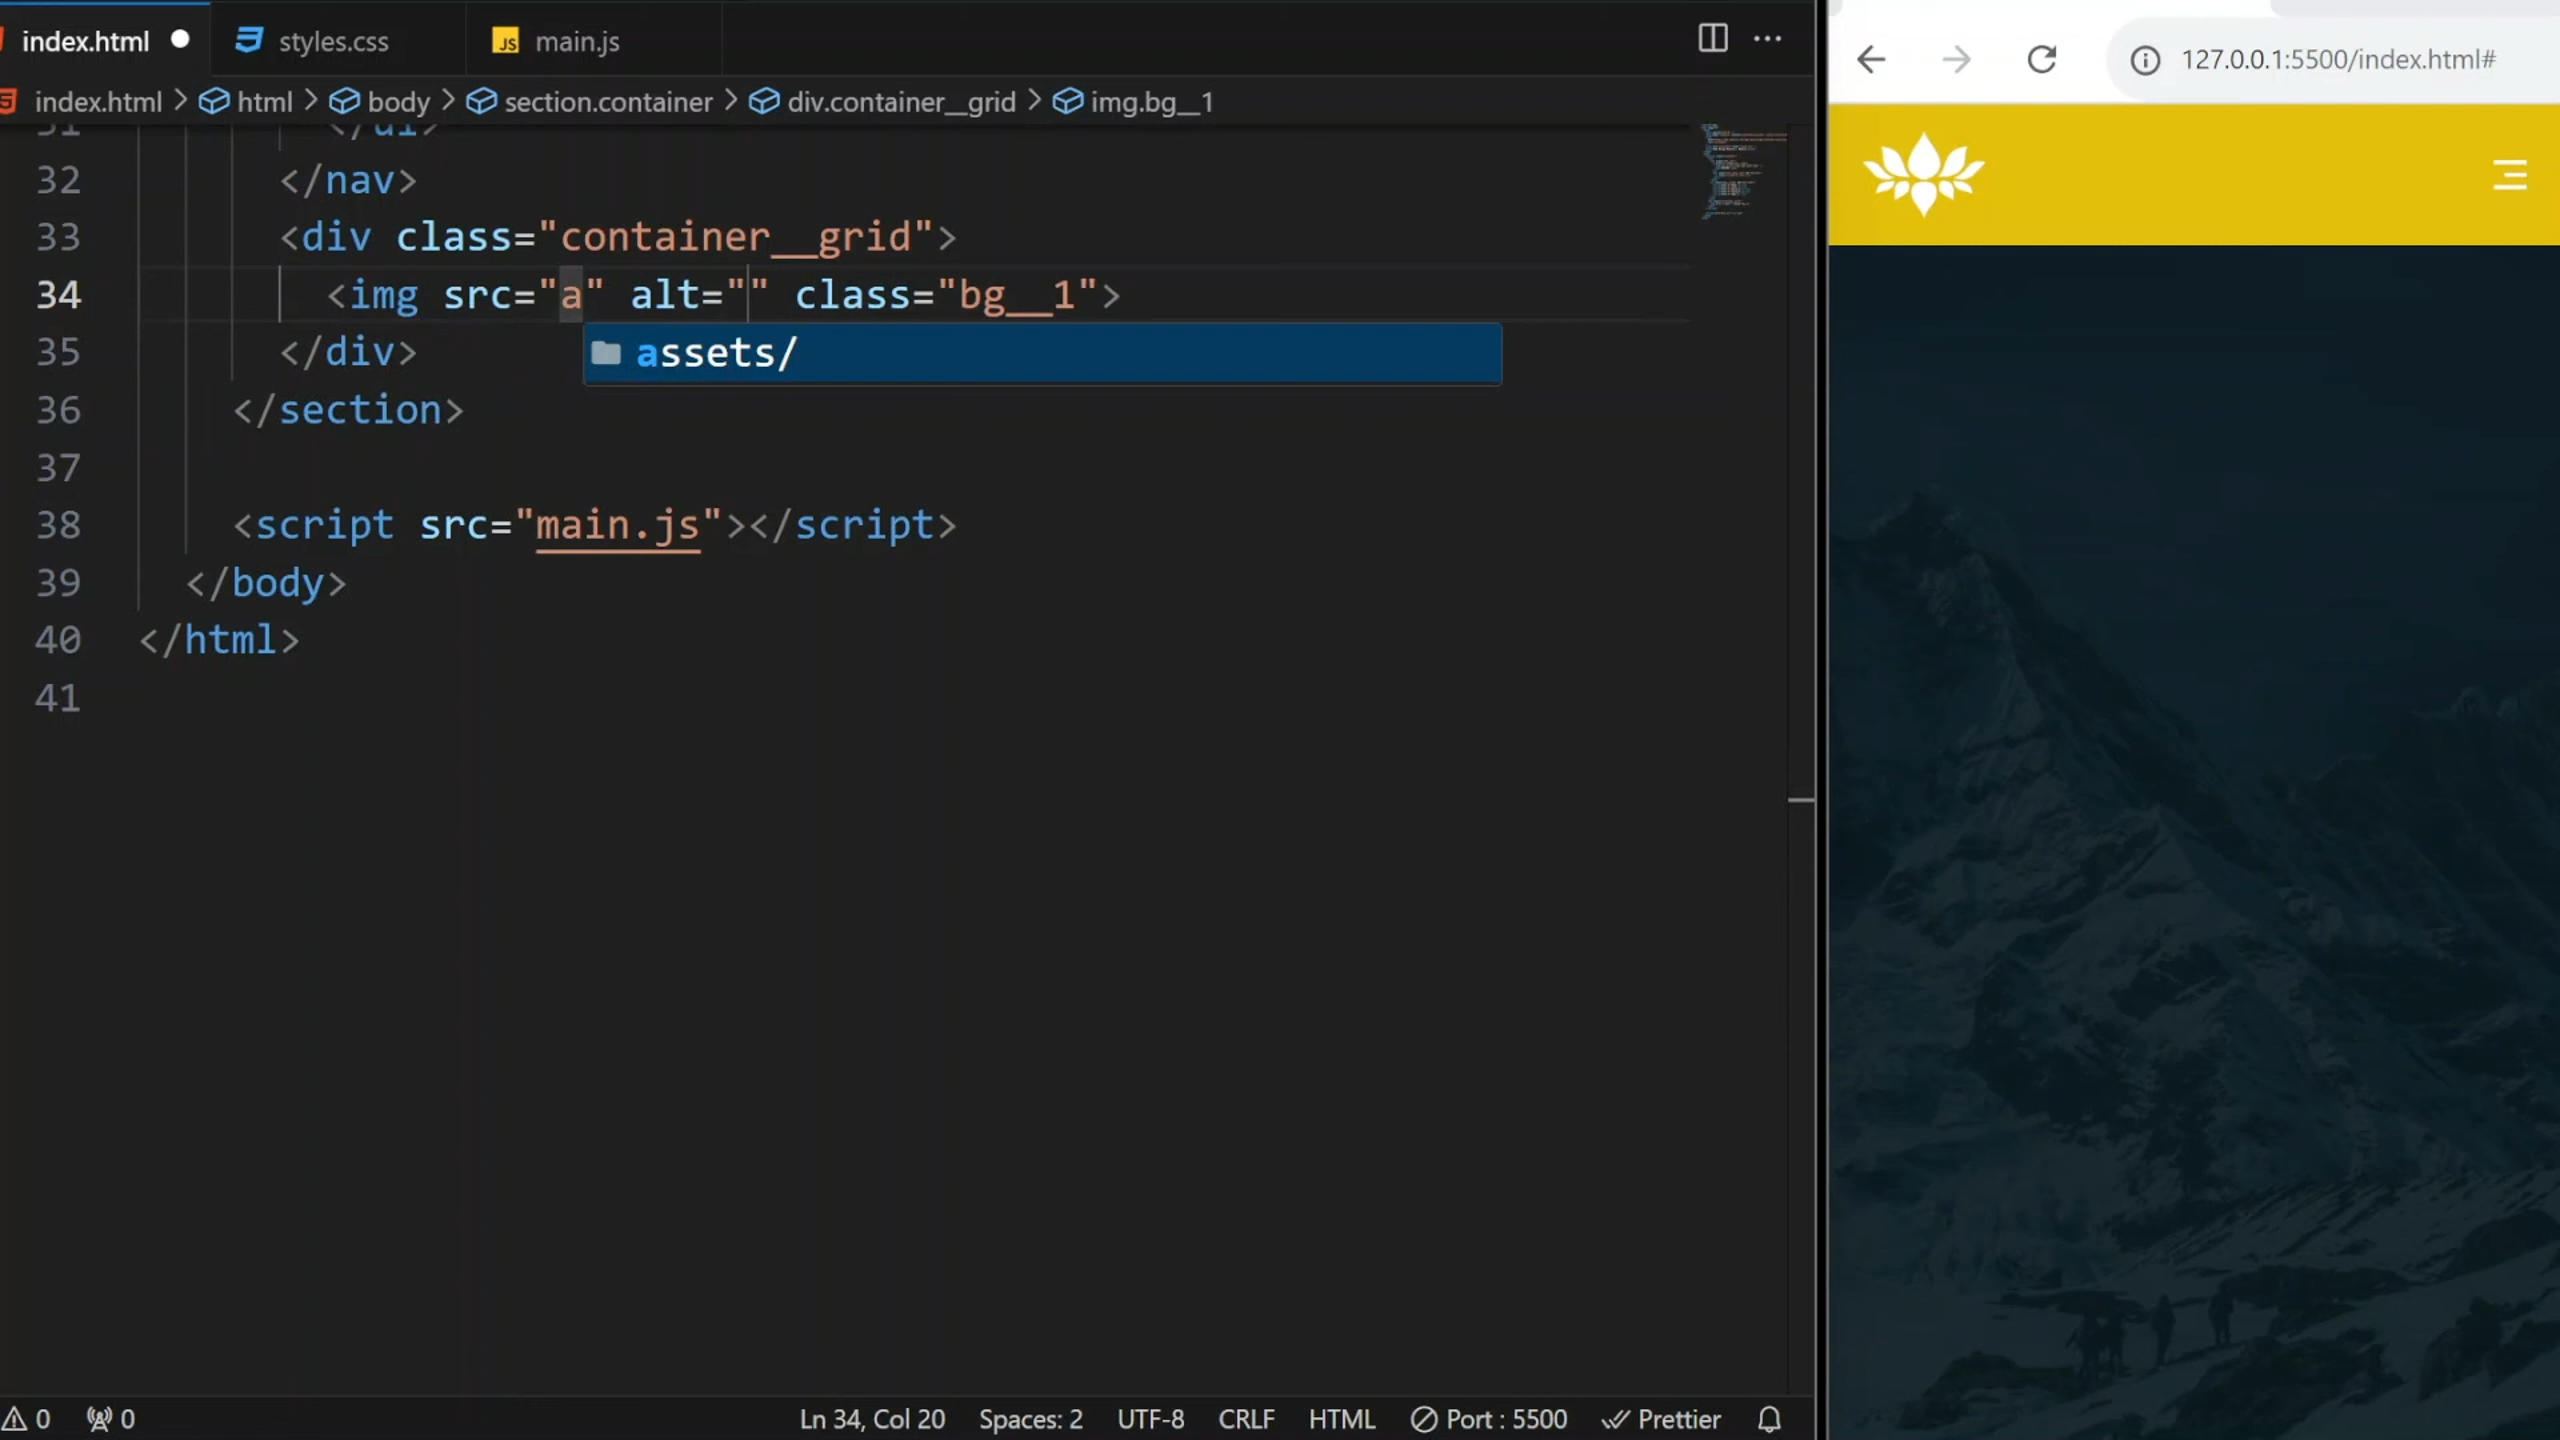 index.html styles.css JS main.js
index.html > html > body > section.container > div.container__grid > img.bg__1
31 </ul>
32 </nav>
33 <div class="container__grid">
34 <img src="a" alt="" class="bg__1">
assets/
35 </div>
36 </section>
37
38 <script src="main.js"></script>
39 </body>
40 </html>
41
0 0 Ln 34, Col 20 Spaces: 2 UTF-8 CRLF HTML Port : 5500 Prettier
127.0.0.1:5500/index.html#